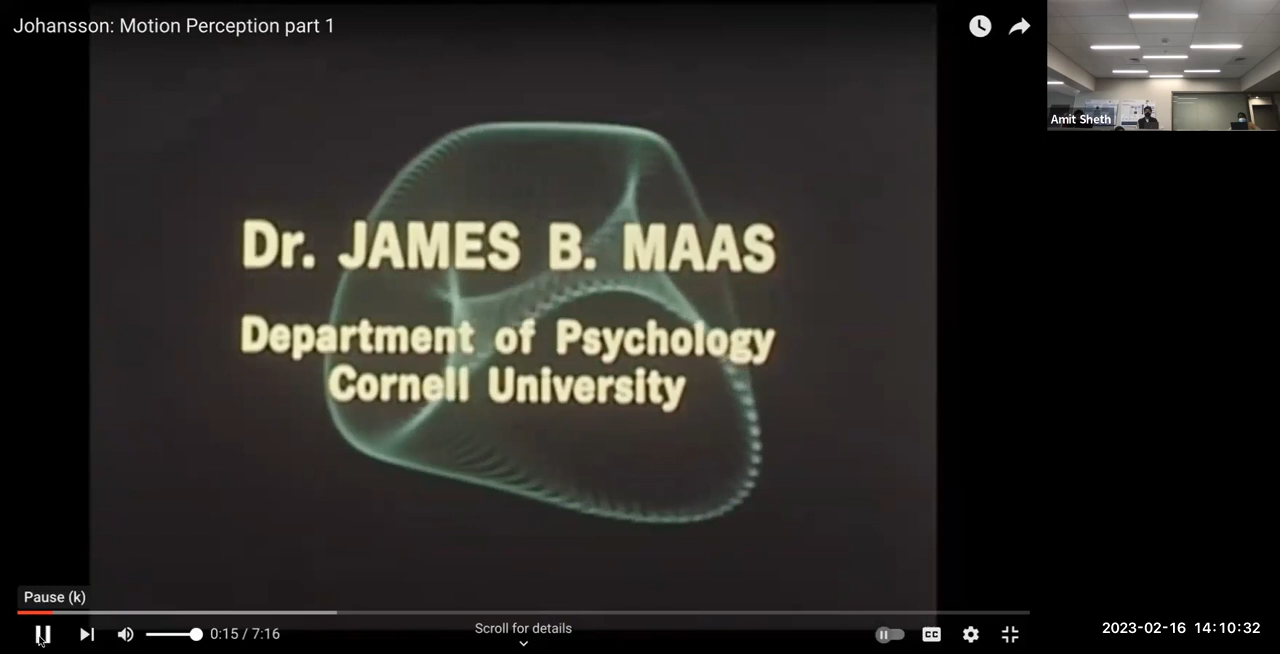 Johansson: Motion Perception part 1
Amit Sheth
Dr. JAMES B. MAAS
Department of Psychology
Cornell University
Pause (k)
0:15 / 7:16
Scroll for details
CC
2023-02-16 14:10:32